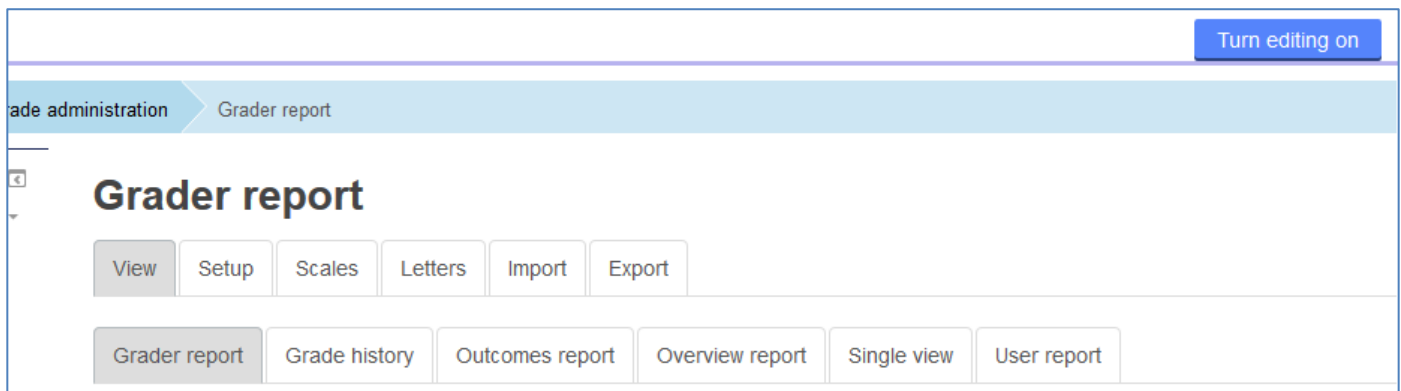 Turn editing on
rade administration Grader report
Grader report
View Setup Scales Letters Import Export
Grader report Grade history Outcomes report Overview report Single view User report